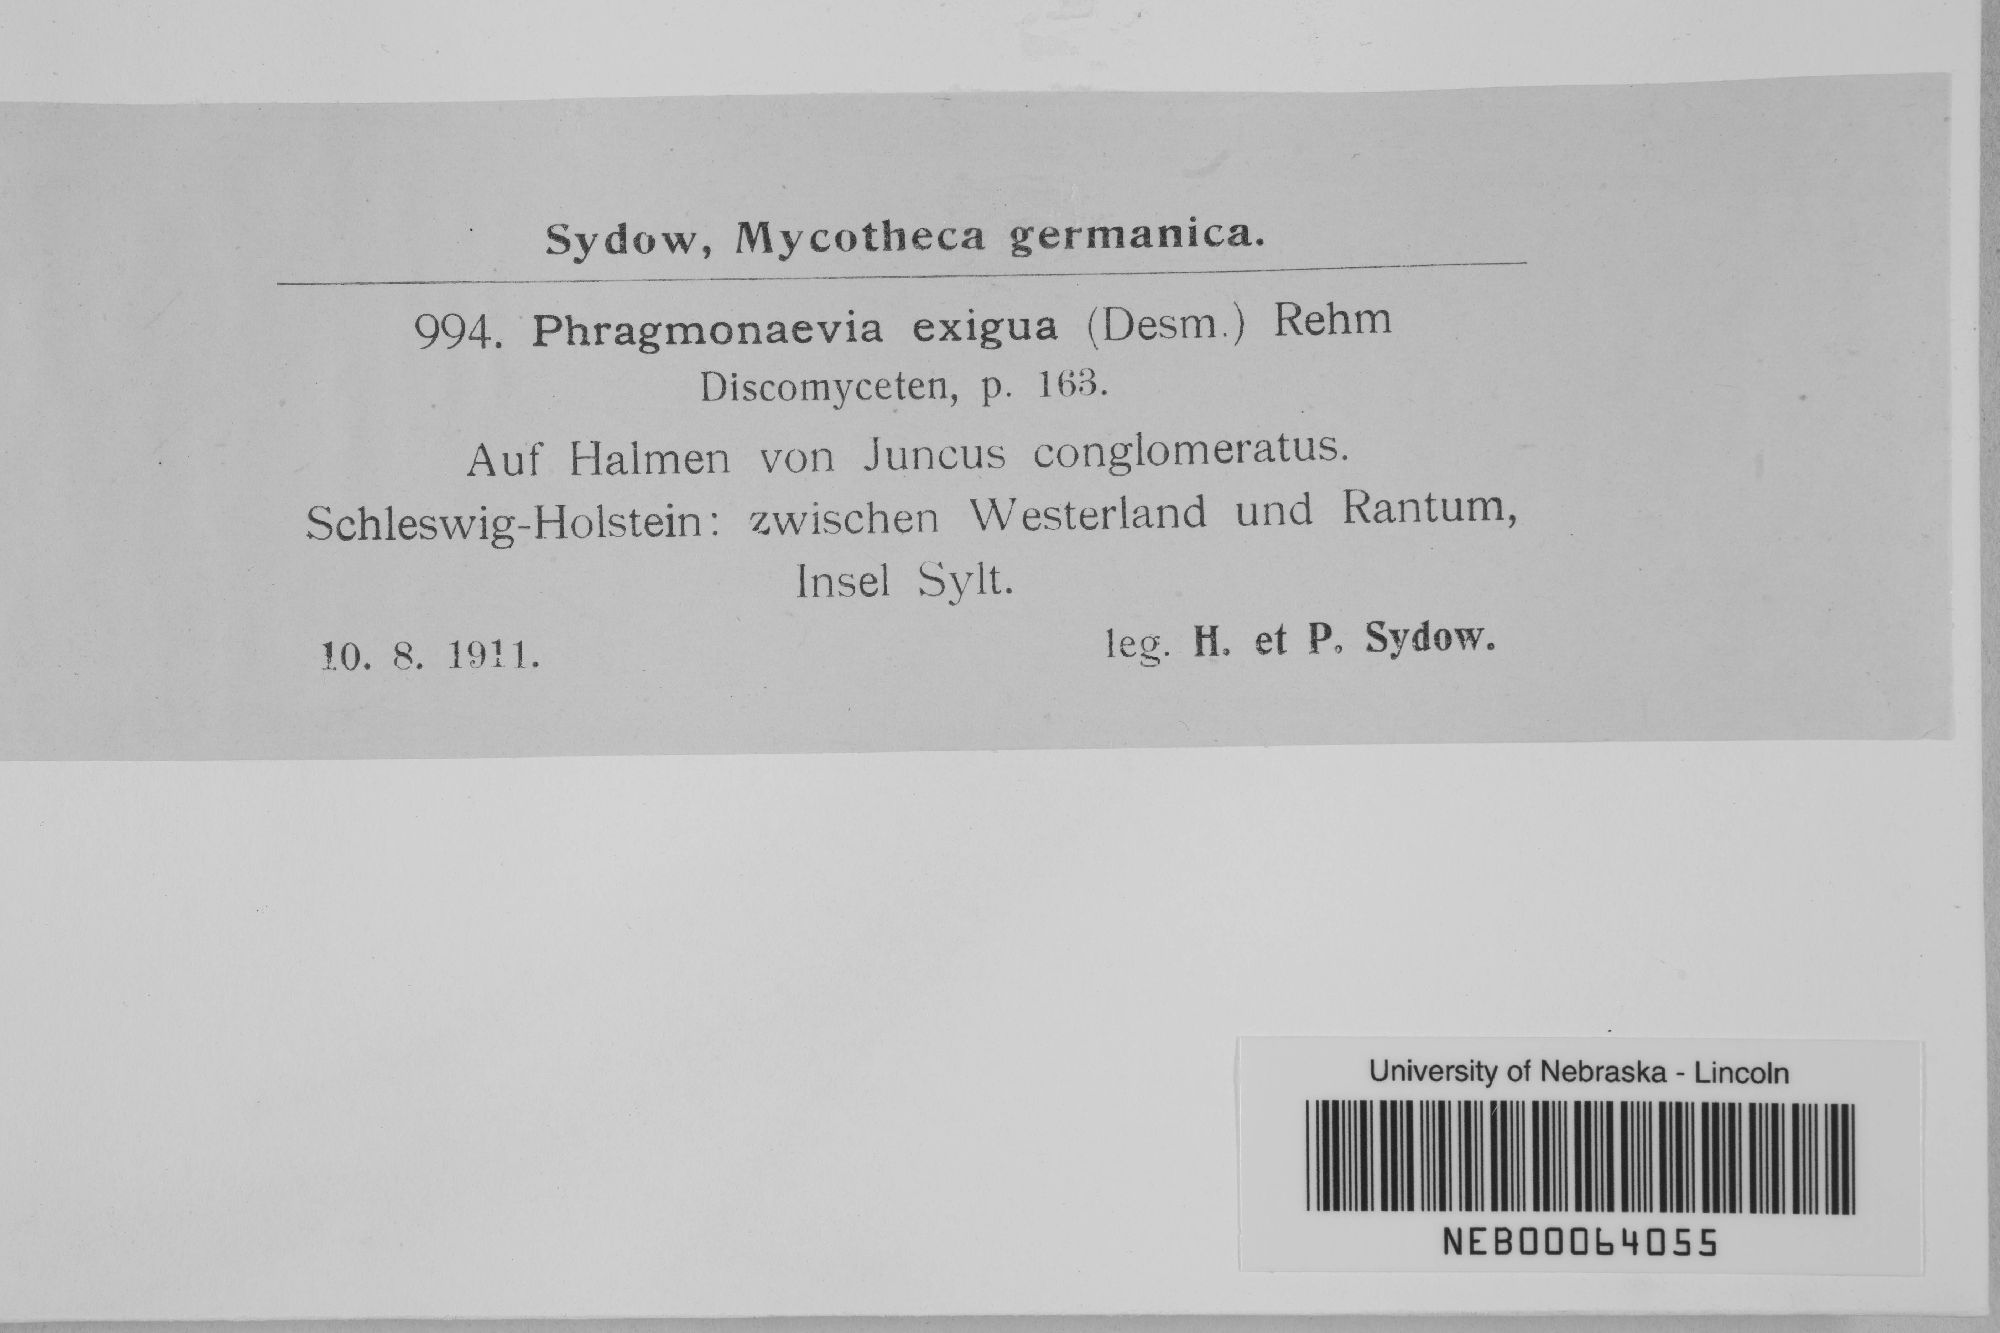 Sydow, Mycotheca germanica.
994. Phragmonaevia exigua (Desm.) Rehm
Discomyceten, p. 163.
Auf Halmen von Juncus conglomeratus.
Schleswig-Holstein: zwischen Westerland und Rantum,
Insel Sylt.
10. 8. 1911.
leg. H. et P. Sydow.
University of Nebraska - Lincoln
NEB00064055